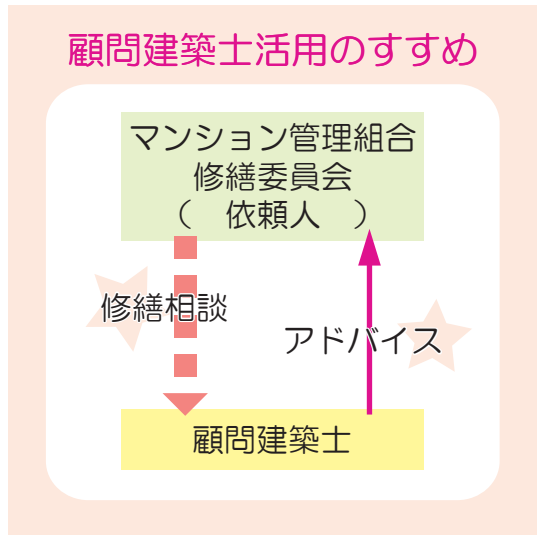 顧問建築士活用のすすめ
マンション管理組合
修繕委員会
（　依頼人　）
修繕相談
アドバイス
顧問建築士